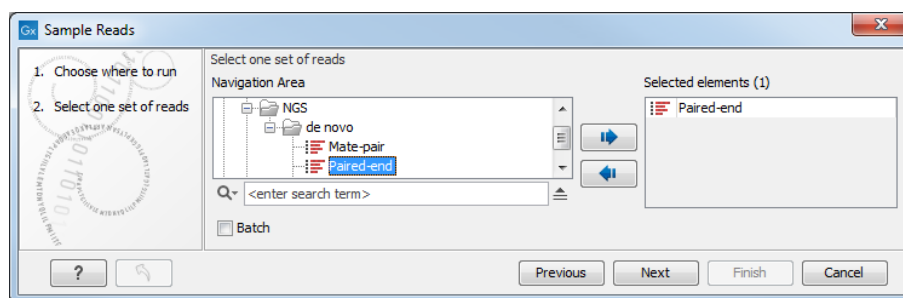 Gx Sample Reads
1. Choose where to run
2. Select one set of reads
Select one set of reads
Navigation Area
NGS
de novo
Mate-pair
Paired-end
<enter search term>
Batch
Selected elements (1)
Paired-end
?
Previous
Next
Finish
Cancel